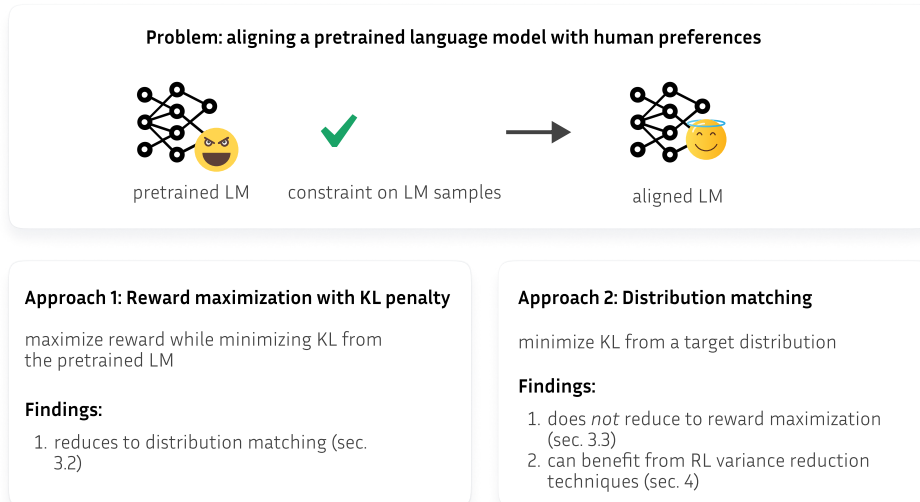 Problem: aligning a pretrained language model with human preferences
pretrained LM
constraint on LM samples
aligned LM
Approach 1: Reward maximization with KL penalty
maximize reward while minimizing KL from
the pretrained LM
Findings:
1. reduces to distribution matching (sec.
3.2)
Approach 2: Distribution matching
minimize KL from a target distribution
Findings:
1. does not reduce to reward maximization
(sec. 3.3)
2. can benefit from RL variance reduction
techniques (sec. 4)